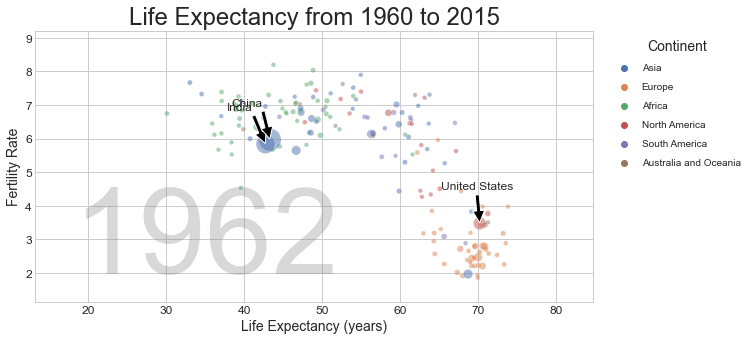 Life Expectancy from 1960 to 2015
9
8
7
6
5
4
3
2
Fertility Rate
China
India
United States
1962
20 30 40 50 60 70 80
Life Expectancy (years)
Continent
Asia
Europe
Africa
North America
South America
Australia and Oceania